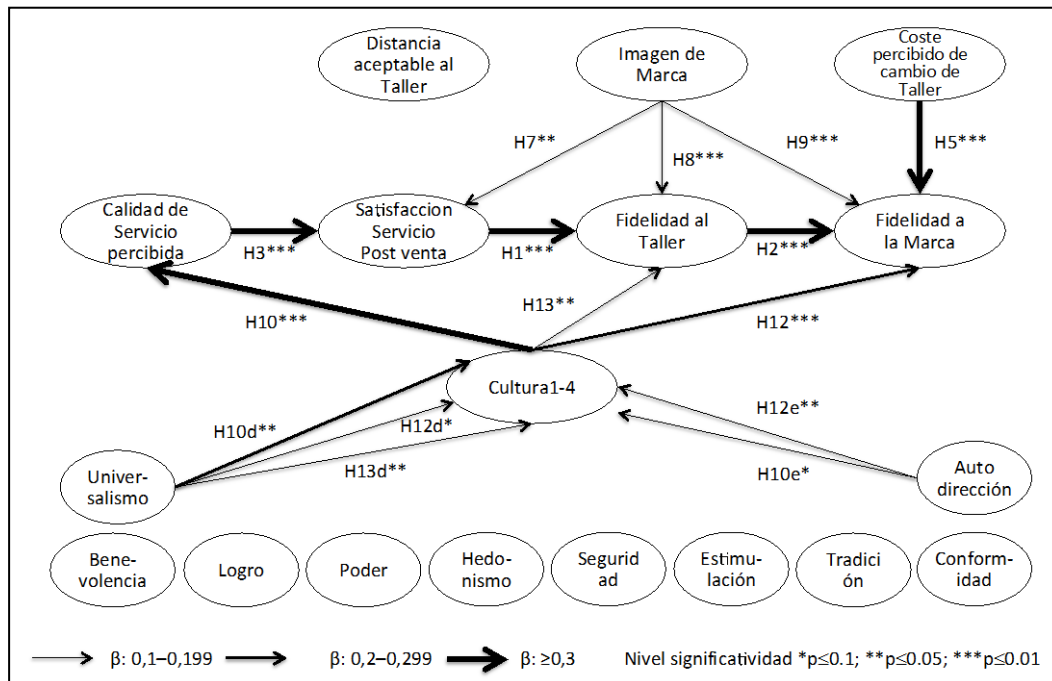 Distancia
aceptable al
Taller
Imagen de
Marca
Coste
percibido de
cambio de
Taller
H7**
H8***
H9***
H5***
Calidad de
Servicio
percibida
H3***
Satisfaccion
Servicio
Post venta
H1***
Fidelidad al
Taller
H2***
Fidelidad a
la Marca
H10***
H13**
H12***
Cultura1-4
H10d**
H12d*
H13d**
H12e**
H10e*
Univer-
salismo
Auto
dirección
Bene-
volencia
Logro
Poder
Hedo-
nismo
Segurid
ad
Estimu-
lación
Tradici
ón
Conform-
idad
β: 0,1–0,199
β: 0,2–0,299
β: ≥0,3
Nivel significatividad *p≤0.1; **p≤0.05; ***p≤0.01